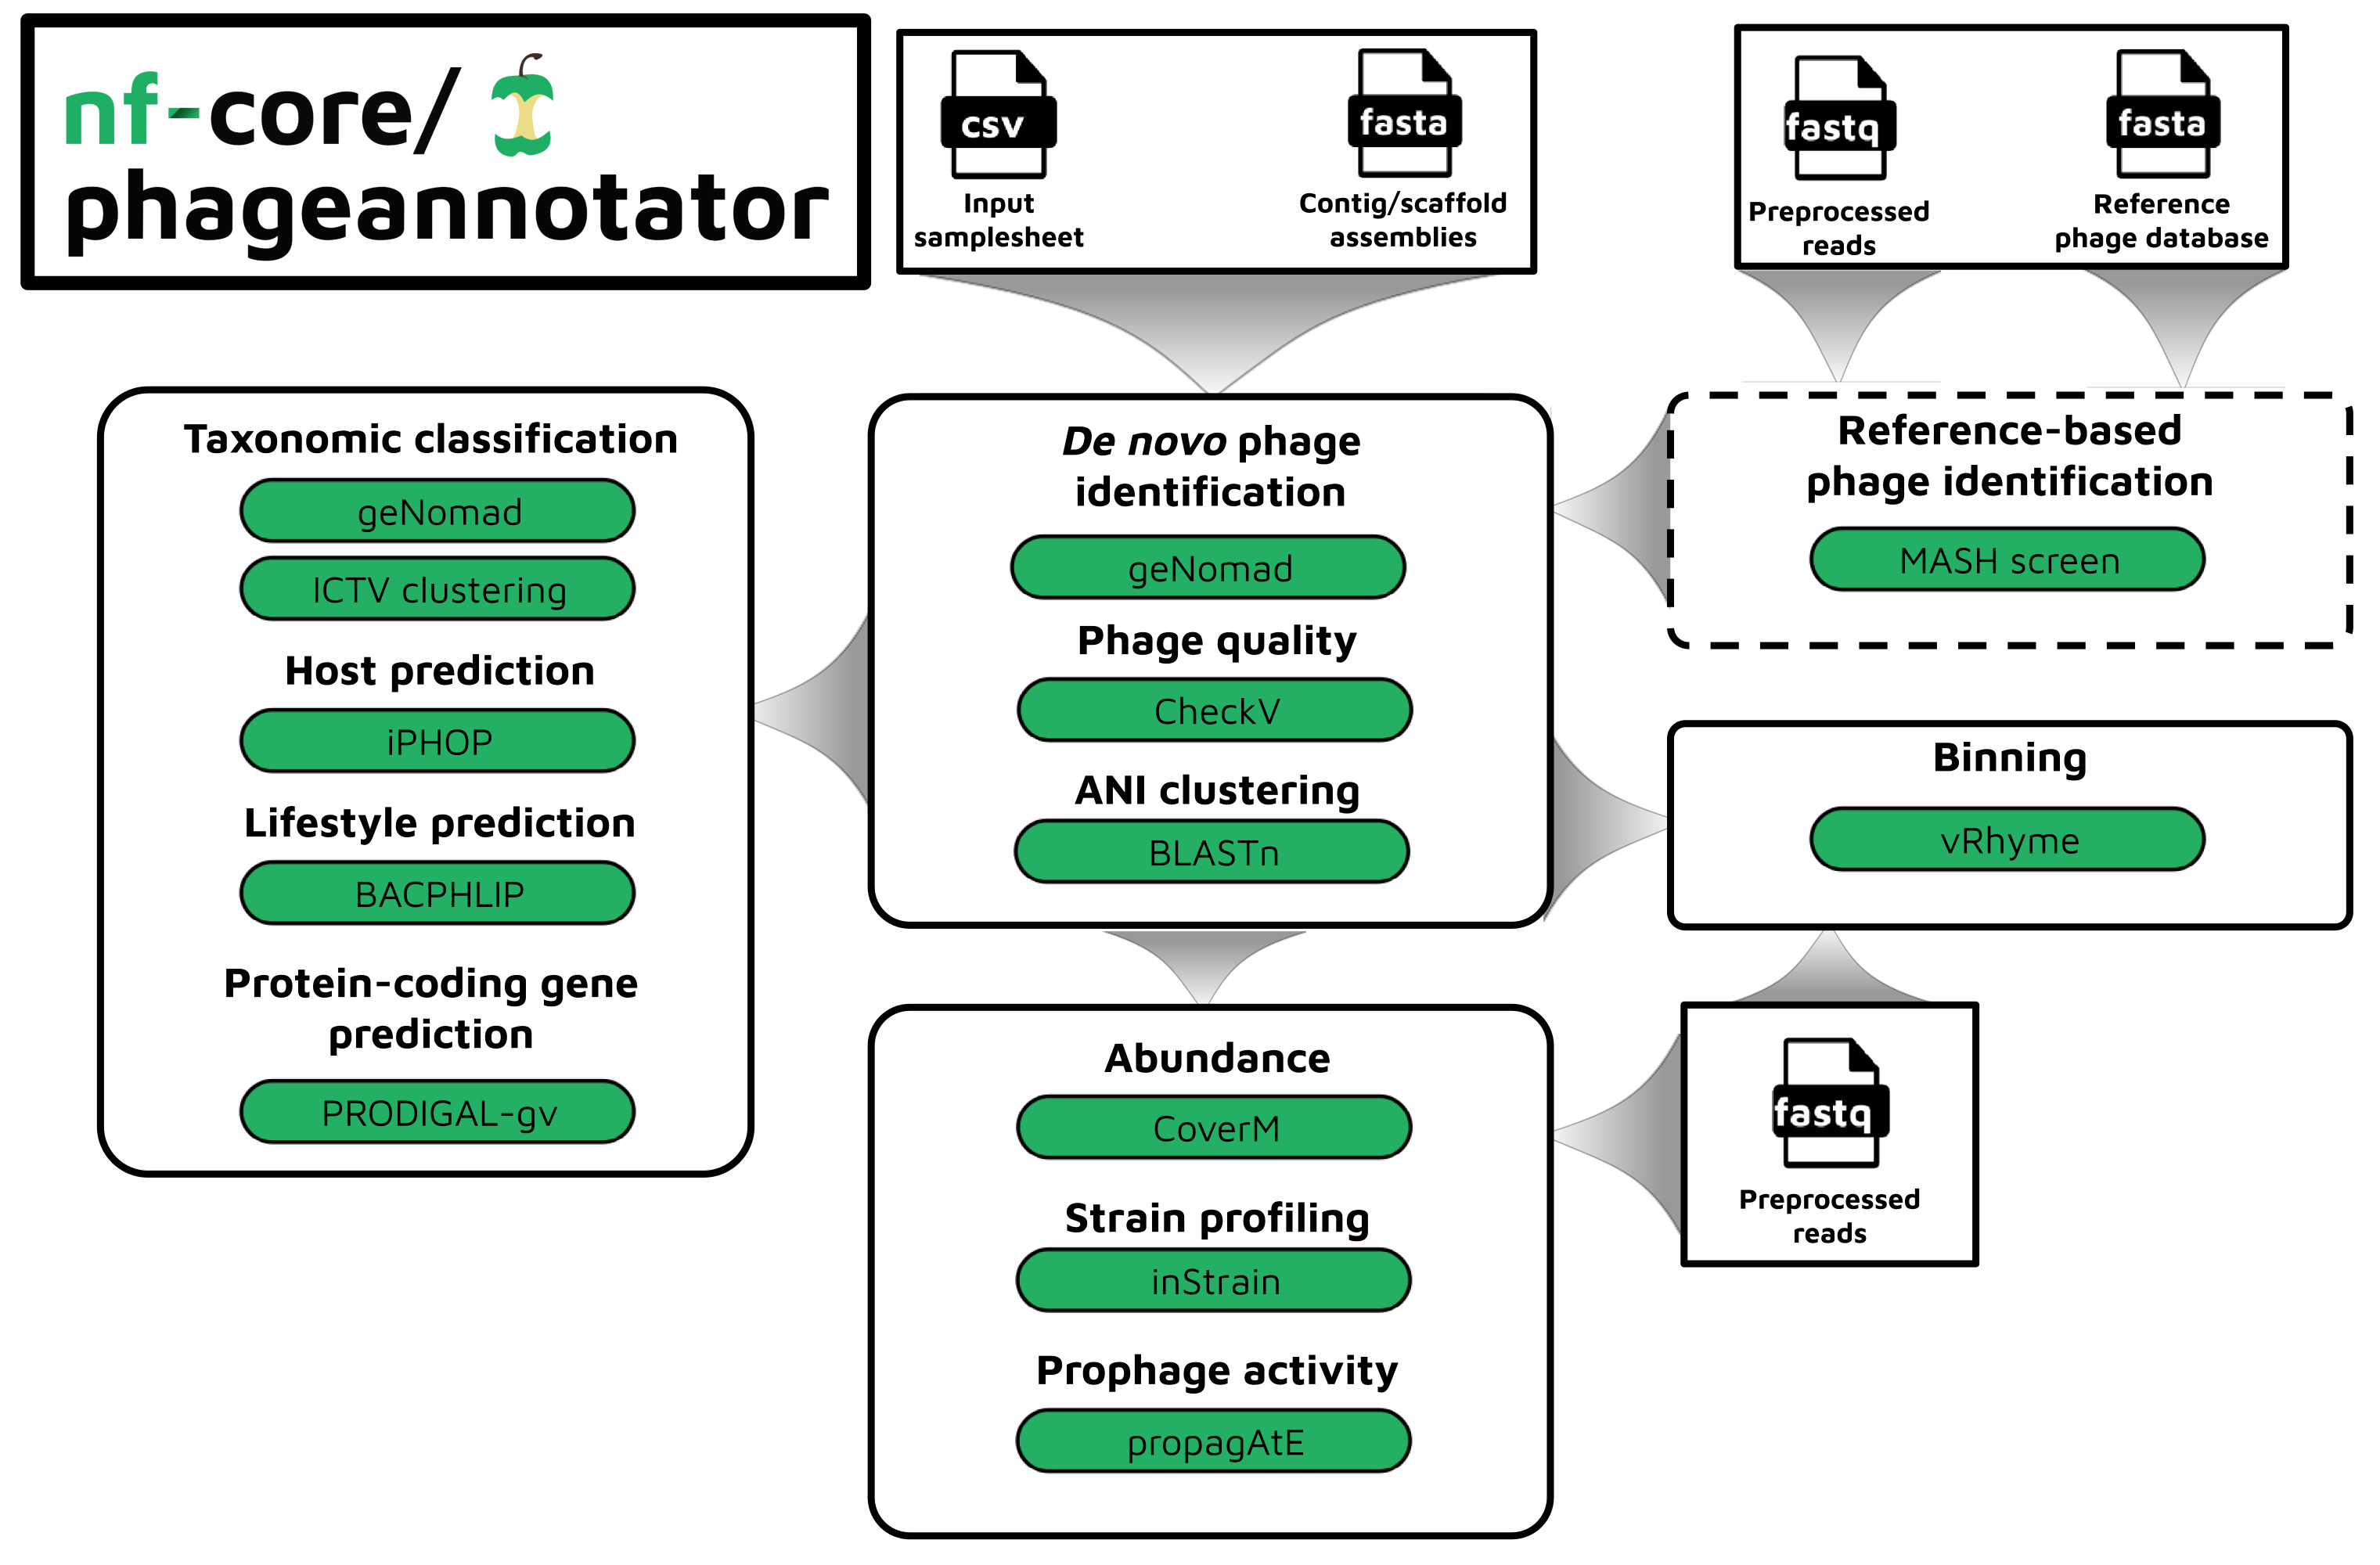 nf-core/
phageannotator
csv
Input
samplesheet
fasta
Contig/scaffold
assemblies
fastq
Preprocessed
reads
fasta
Reference
phage database
Taxonomic classification
geNomad
ICTV clustering
Host prediction
iPHOP
Lifestyle prediction
BACPHLIP
Protein-coding gene
prediction
PRODIGAL-gv
De novo phage
identification
geNomad
Phage quality
CheckV
ANI clustering
BLASTn
Reference-based
phage identification
MASH screen
Binning
vRhyme
Abundance
CoverM
Strain profiling
inStrain
Prophage activity
propagAtE
fastq
Preprocessed
reads